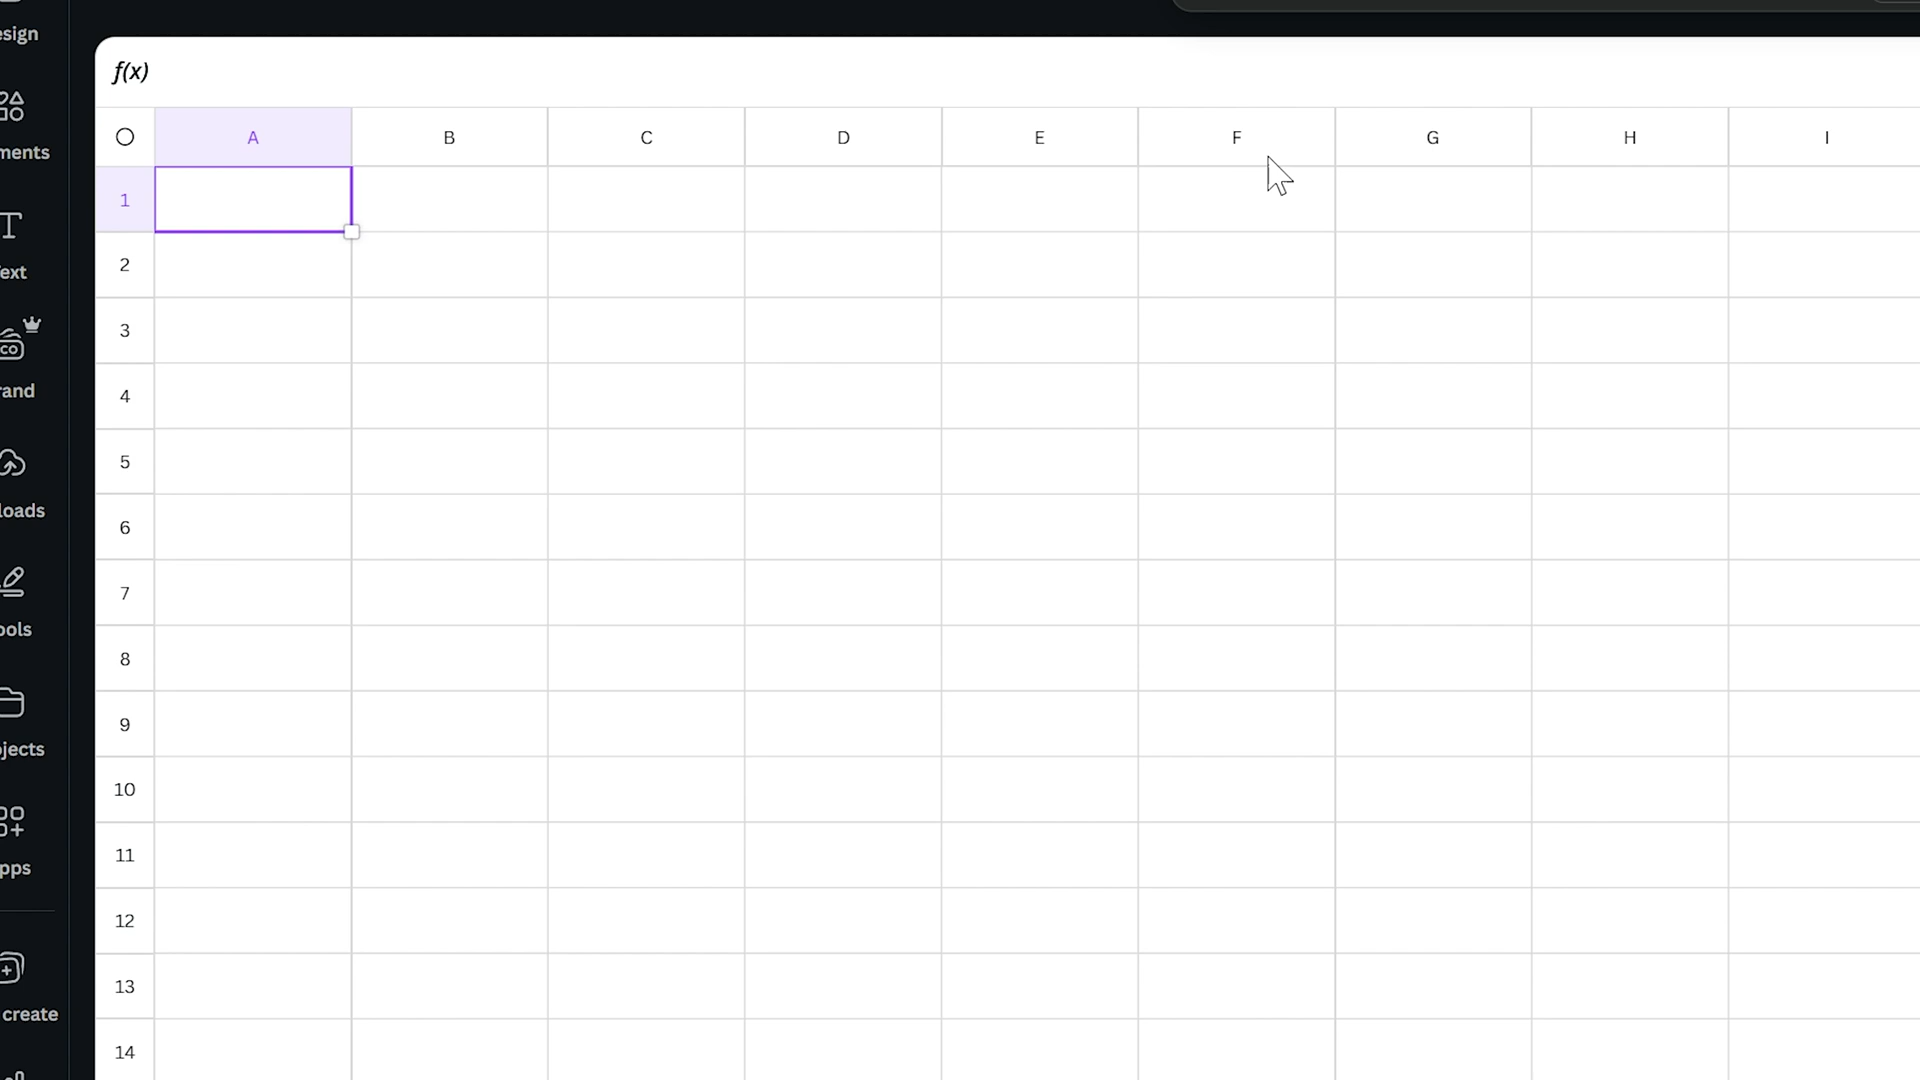 esign
ments
ext
CO
rand
loads
ools
jects
pps
create
f(x)
A B C D E F G H I
1
2
3
4
5
6
7
8
9
10
11
12
13
14